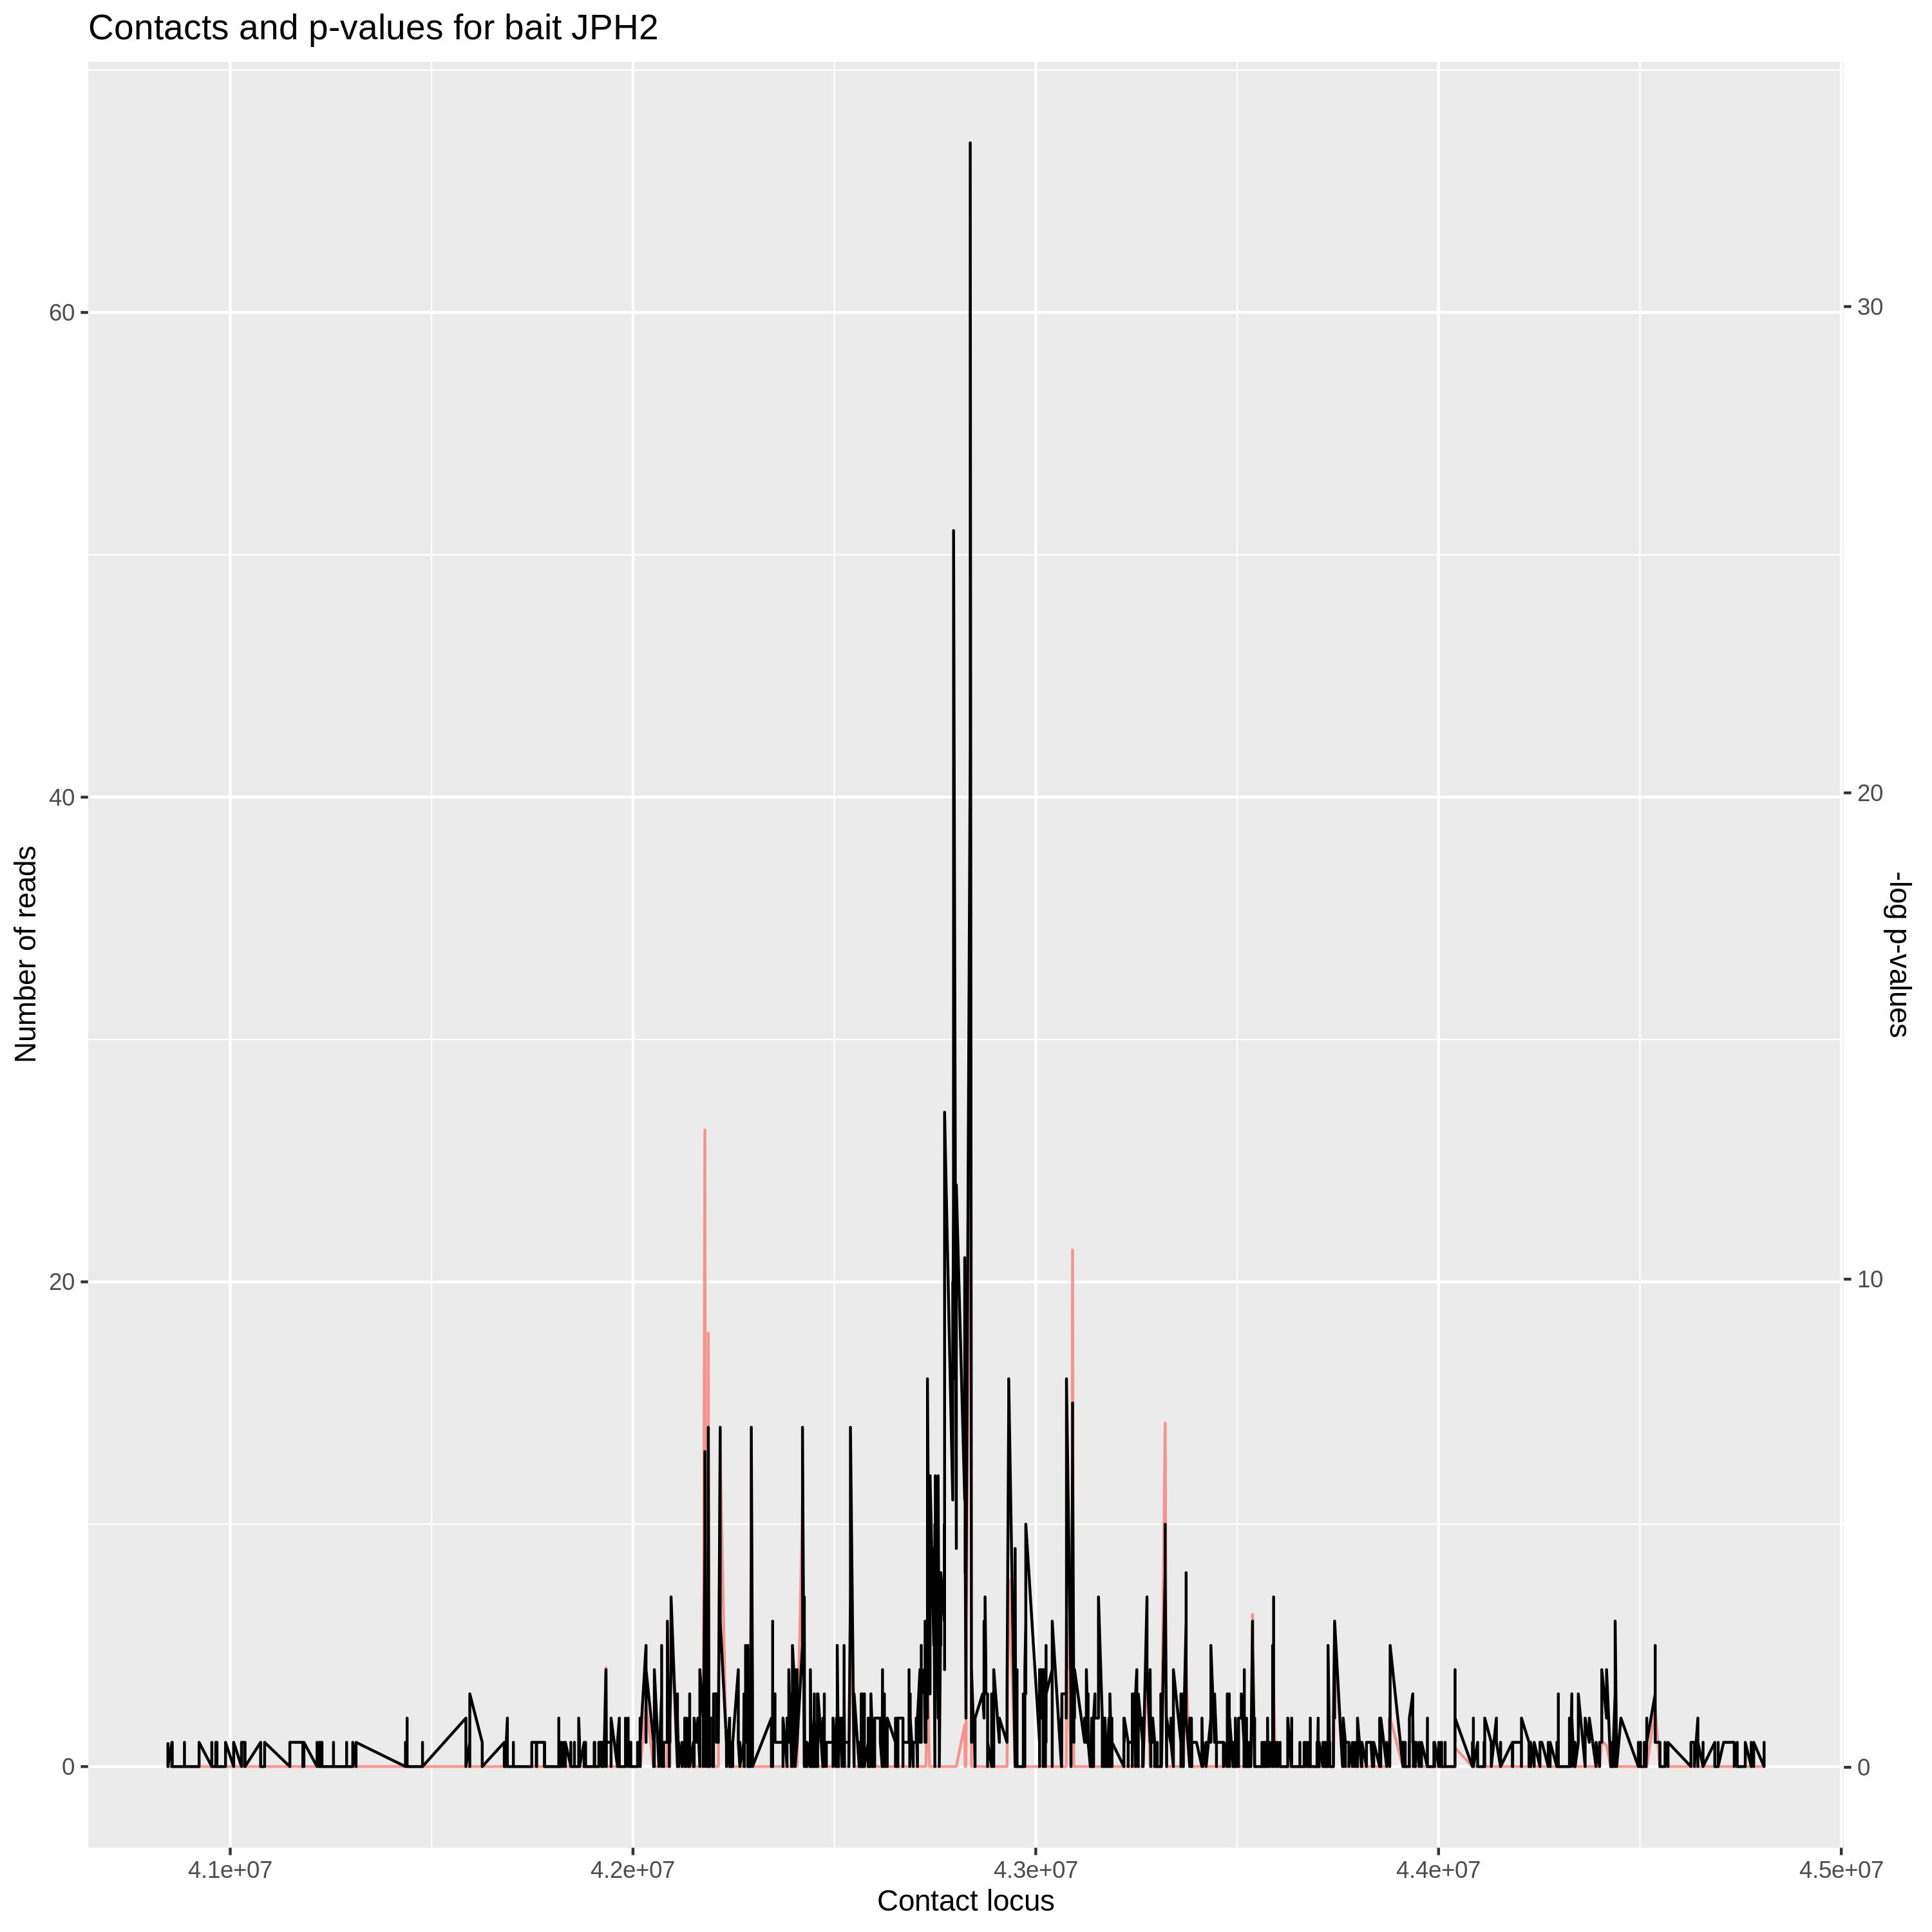 Contacts and p-values for bait JPH2
Number of reads
60
40
20
0
30
20
10
0
-log p-values
4.1e+07 4.2e+07 4.3e+07 4.4e+07 4.5e+07
Contact locus